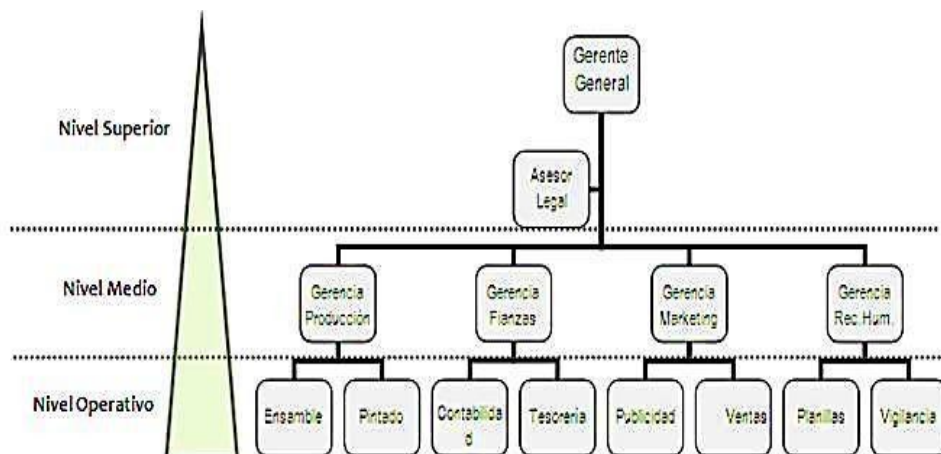 Gerente
General
Nivel Superior
Asesor
Legal
Nivel Medio
Gerencia
Producción
Gerencia
Fianzas
Gerencia
Marketing
Gerencia
Rec.Hum.
Nivel Operativo
Ensamble
Pintado
Contabilida
d
Tesoreria
Publicidad
Ventas
Planillas
Vigilancia